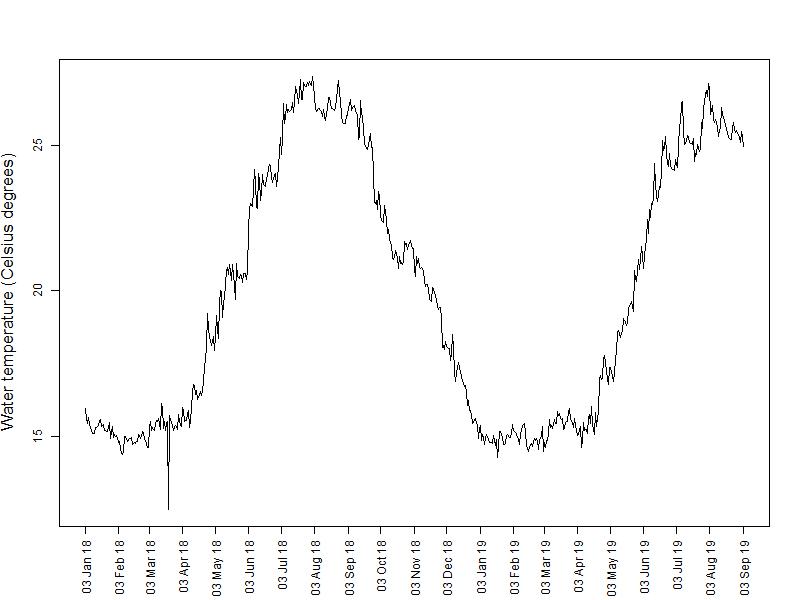 Water temperature (Celsius degrees)
25
20
15
03 Jan 18
03 Feb 18
03 Mar 18
03 Apr 18
03 May 18
03 Jun 18
03 Jul 18
03 Aug 18
03 Sep 18
03 Oct 18
03 Nov 18
03 Dec 18
03 Jan 19
03 Feb 19
03 Mar 19
03 Apr 19
03 May 19
03 Jun 19
03 Jul 19
03 Aug 19
03 Sep 19